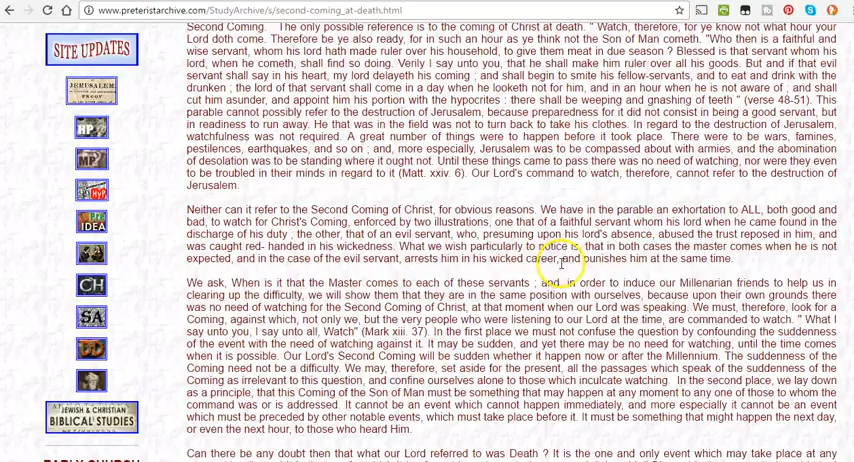 www.preteristarchive.com/StudyArchive/s/second-coming_at-death.html
Second Coming. The only possible reference is to the coming of Christ at death. " Watch, therefore, for ye know not what hour your
Lord doth come. Therefore be ye also ready, for in such an hour as ye think not the Son of Man cometh. "Who then is a faithful and
wise servant, whom his lord hath made ruler over his household, to give them meat in due season ? Blessed is that servant whom his
lord, when he cometh, shall find so doing. Verily I say unto you, that he shall make him ruler over all his goods. But and if that evil
servant shall say in his heart, my lord delayeth his coming ; and shall begin to smite his fellow-servants, and to eat and drink with the
drunken ; the lord of that servant shall come in a day when he looketh not for him, and in an hour when he is not aware of ; and shall
cut him asunder, and appoint him his portion with the hypocrites : there shall be weeping and gnashing of teeth " (verse 48-51). This
parable cannot possibly refer to the destruction of Jerusalem, because preparedness for it did not consist in being a good servant, but
in readiness to run away. He that was in the field was not to turn back to take his clothes. In regard to the destruction of Jerusalem,
watchfulness was not required. A great number of things were to happen before it took place. There were to be wars, famines,
pestilences, earthquakes, and so on ; and, more especially, Jerusalem was to be compassed about with armies, and the abomination
of desolation was to be standing where it ought not. Until these things came to pass there was no need of watching, nor were they even
to be troubled in their minds in regard to it (Matt. xxiv. 6). Our Lord's command to watch, therefore, cannot refer to the destruction of
Jerusalem.
Neither can it refer to the Second Coming of Christ, for obvious reasons. We have in the parable an exhortation to ALL, both good and
bad, to watch for Christ's Coming, enforced by two illustrations, one that of a faithful servant whom his lord when he came found in the
discharge of his duty ; the other, that of an evil servant, who, presuming upon his lord's absence, abused the trust reposed in him, and
was caught red- handed in his wickedness. What we wish particularly to notice is, that in both cases the master comes when he is not
expected, and in the case of the evil servant, arrests him in his wicked career, and punishes him at the same time.
We ask, When is it that the Master comes to each of these servants ; and, in order to induce our Millenarian friends to help us in
clearing up the difficulty, we will show them that they are in the same position with ourselves, because upon their own grounds there
was no need of watching for the Second Coming of Christ, at that moment when our Lord was speaking. We must, therefore, look for a
Coming, against which, not only we, but the very people who were listening to our Lord at the time, are commanded to watch. " What I
say unto you, I say unto all, Watch" (Mark xiii. 37). In the first place we must not confuse the question by confounding the suddenness
of the event with the need of watching against it. It may be sudden, and yet there may be no need for watching, until the time comes
when it is possible. Our Lord's Second Coming will be sudden whether it happen now or after the Millennium. The suddenness of the
Coming need not be a difficulty. We may, therefore, set aside for the present, all the passages which speak of the suddenness of the
Coming as irrelevant to this question, and confine ourselves alone to those which inculcate watching. In the second place, we lay down
as a principle, that this Coming of the Son of Man must be something that may happen at any moment to any one of those to whom the
command was or is addressed. It cannot be an event which cannot happen immediately, and more especially it cannot be an event
which must be preceded by other notable events, which must take place before it. It must be something that might happen the next day,
or even the next hour, to those who heard Him.
Can there be any doubt then that what our Lord referred to was Death ? It is the one and only event which may take place at any
SITE UPDATES
JERUSALEM
HP
MP
HYP
Pret
IDEA
CH
SA
JEWISH & CHRISTIAN
BIBLICAL STUDIES
EARLY CHURCH